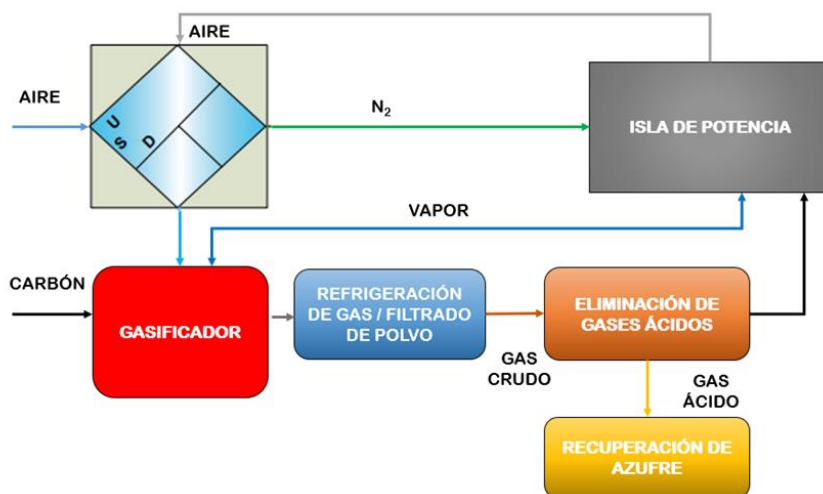 AIRE
AIRE
U
S D
N₂
ISLA DE POTENCIA
VAPOR
CARBÓN
GASIFICADOR
REFRIGERACIÓN
DE GAS / FILTRADO
DE POLVO
ELIMINACIÓN DE
GASES ÁCIDOS
GAS
CRUDO
GAS
ÁCIDO
RECUPERACIÓN DE
AZUFRE